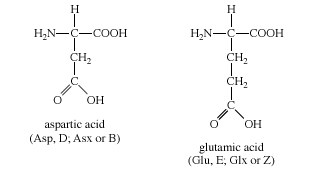 H H
H₂N—C—COOH H₂N—C—COOH
CH₂ CH₂
C CH₂
O OH C
aspartic acid O OH
(Asp, D; Asx or B) glutamic acid
(Glu, E; Glx or Z)